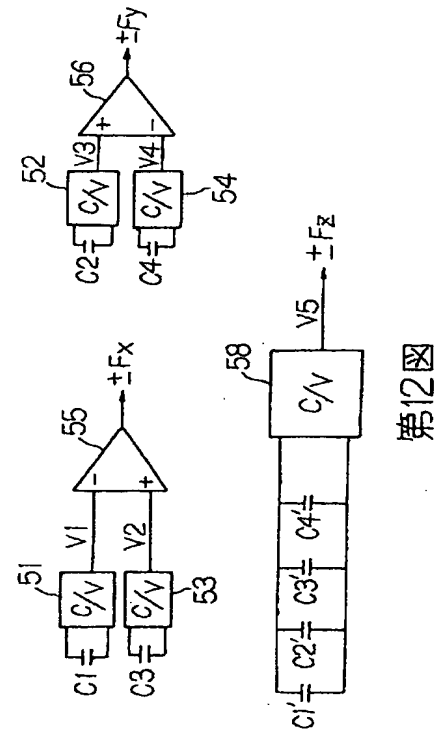 51
C1
C/V
V1
C3
C/V
V2
53
−
+
55
±Fx
52
C2
C/V
V3
C4
C/V
V4
54
+
−
56
±Fy
C1'
C2'
C3'
C4'
58
C/V
V5
±Fz
第12図